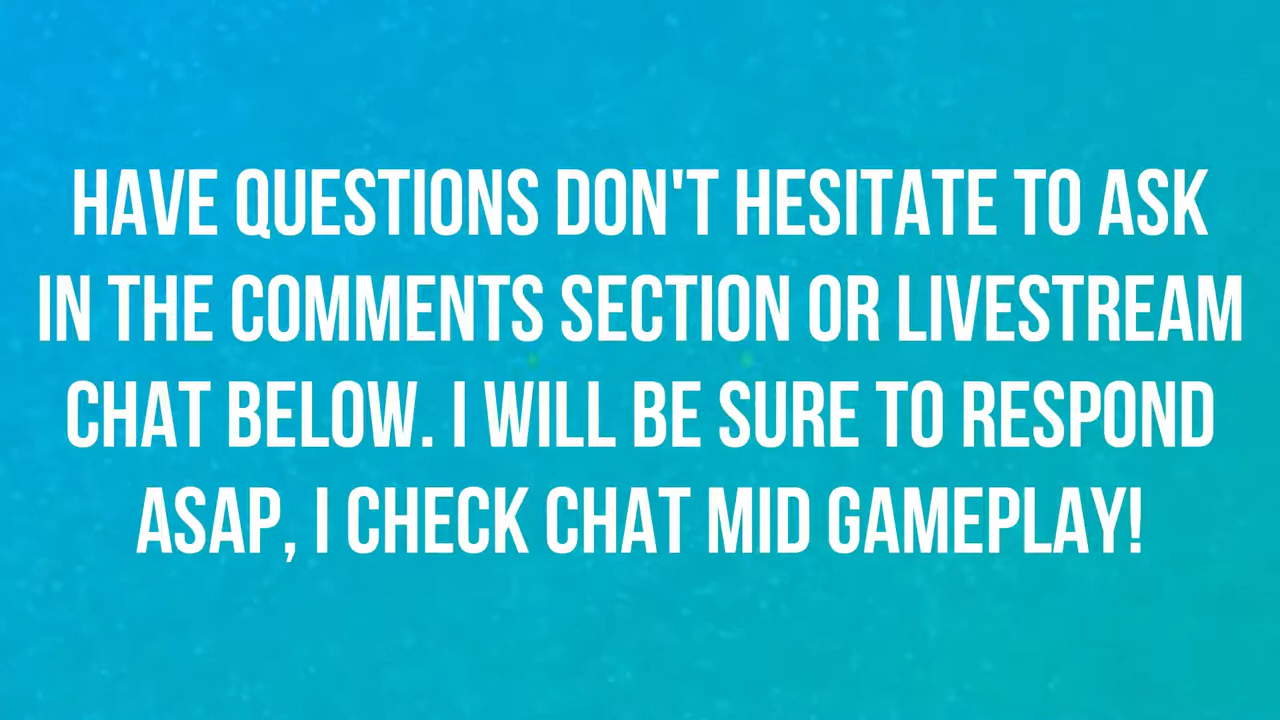 HAVE QUESTIONS DON'T HESITATE TO ASK
IN THE COMMENTS SECTION OR LIVESTREAM
CHAT BELOW. I WILL BE SURE TO RESPOND
ASAP, I CHECK CHAT MID GAMEPLAY!